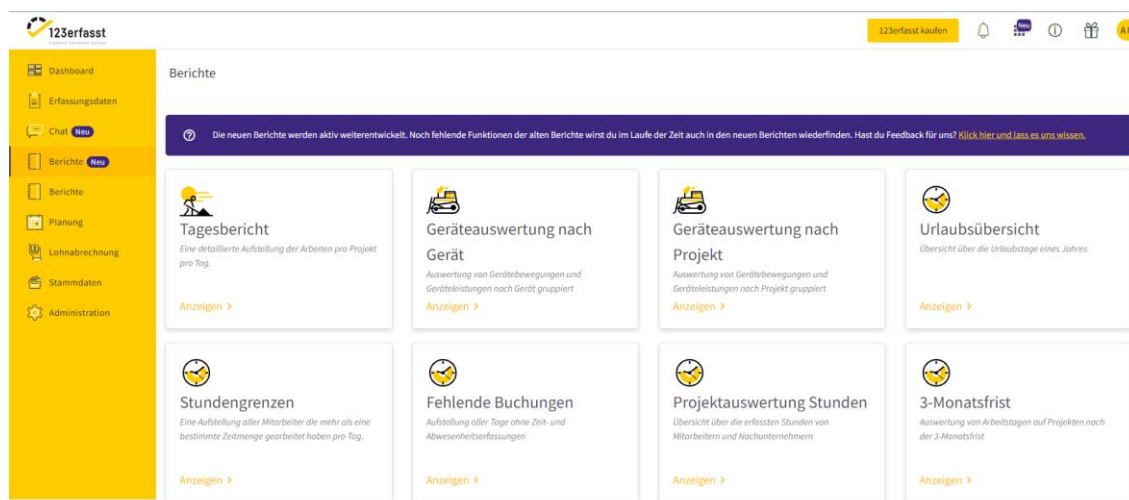 123erfasst
123erfasst kaufen
Neu
Dashboard
Erfassungsdaten
Chat Neu
Berichte Neu
Berichte
Planung
Lohnabrechnung
Stammdaten
Administration
Berichte
Die neuen Berichte werden aktiv weiterentwickelt. Noch fehlende Funktionen der alten Berichte wirst du im Laufe der Zeit auch in den neuen Berichten wiederfinden. Hast du Feedback für uns? Klick hier und lass es uns wissen.
Tagesbericht
Eine detaillierte Aufstellung der Arbeiten pro Projekt
pro Tag.
Anzeigen >
Geräteauswertung nach
Gerät
Auswertung von Gerätebewegungen und
Geräteleistungen nach Gerät gruppiert
Anzeigen >
Geräteauswertung nach
Projekt
Auswertung von Gerätebewegungen und
Geräteleistungen nach Projekt gruppiert
Anzeigen >
Urlaubsübersicht
Übersicht über die Urlaubstage eines Jahres
Anzeigen >
Stundengrenzen
Eine Aufstellung aller Mitarbeiter die mehr als eine
bestimmte Zeitmenge gearbeitet haben pro Tag.
Anzeigen >
Fehlende Buchungen
Aufstellung aller Tage ohne Zeit- und
Abwesenheitserfassungen
Anzeigen >
Projektauswertung Stunden
Übersicht über die erfassten Stunden von
Mitarbeitern und Nachunternehmern
Anzeigen >
3-Monatsfrist
Auswertung von Arbeitstagen auf Projekten nach
der 3-Monatsfrist
Anzeigen >